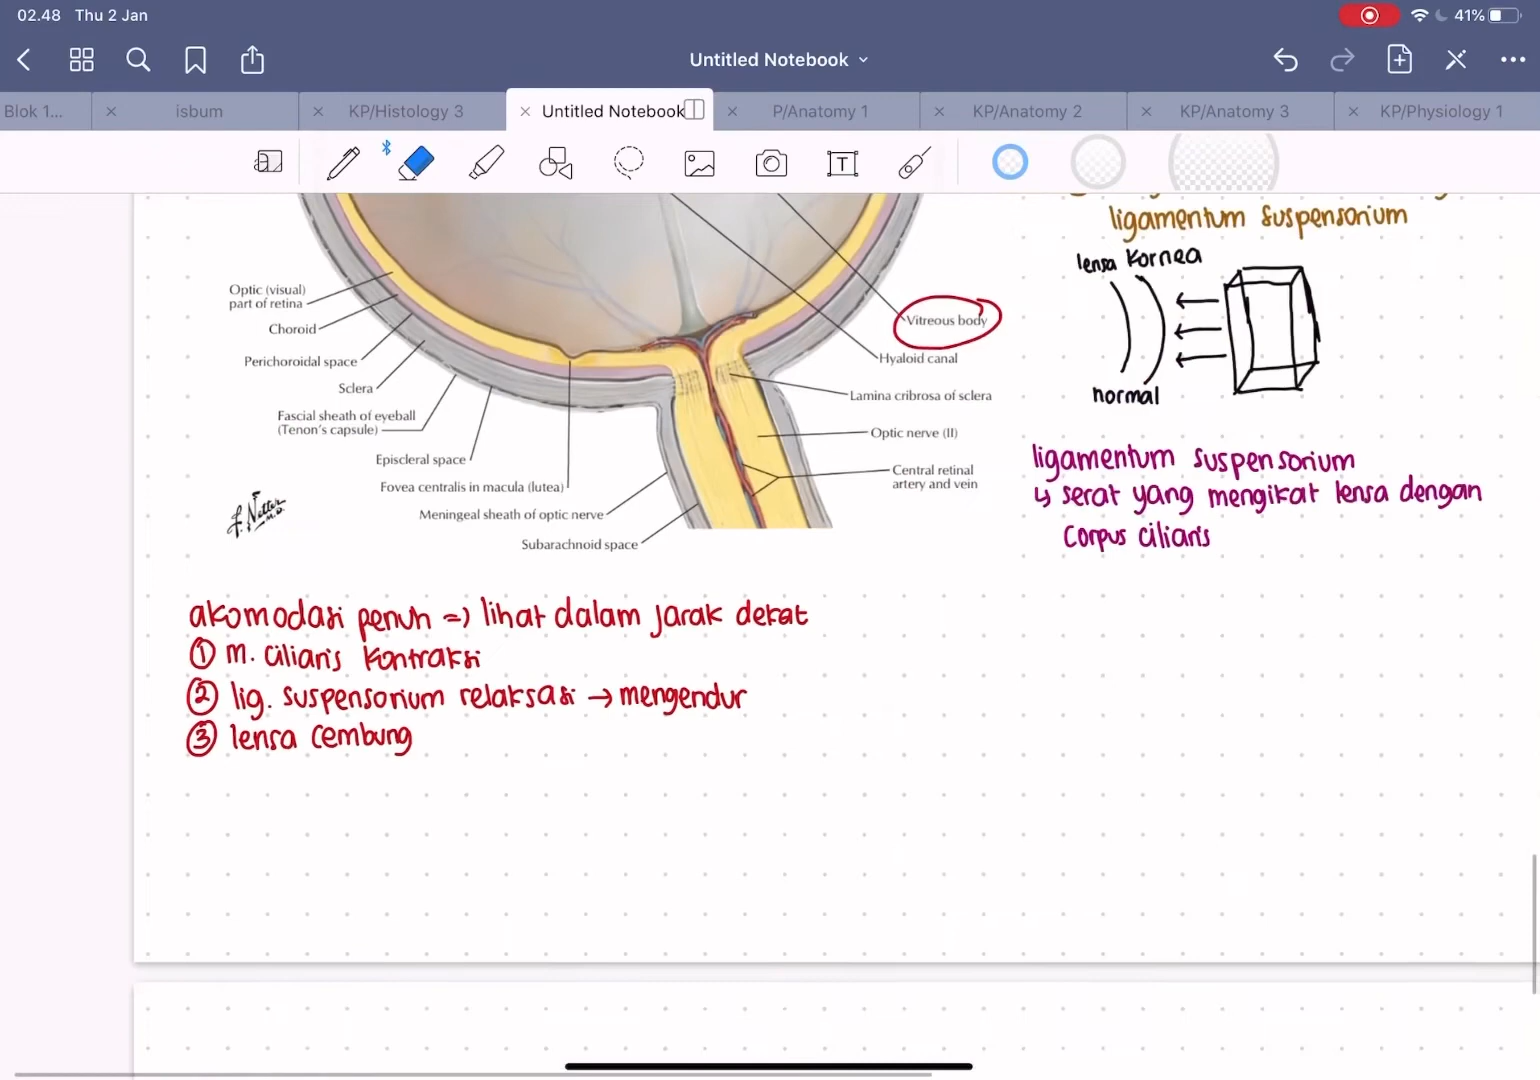 02.48 Thu 2 Jan
41%
Untitled Notebook
Blok 1...
isbum
KP/Histology 3
Untitled Notebook
P/Anatomy 1
KP/Anatomy 2
KP/Anatomy 3
KP/Physiology 1
ligamentum suspensorium
lensa Kornea
normal
Optic (visual)
part of retina
Choroid
Perichoroidal space
Sclera
Fascial sheath of eyeball
(Tenon's capsule)
Episcleral space
Fovea centralis in macula (lutea)
Meningeal sheath of optic nerve
Subarachnoid space
Vitreous body
Hyaloid canal
Lamina cribrosa of sclera
Optic nerve (II)
Central retinal
artery and vein
f. Netter
M.D.
ligamentum suspensorium
↳ serat yang mengikat lensa dengan
Corpus ciliaris
akomodasi penuh => lihat dalam jarak dekat
① m. ciliaris kontraksi
② lig. suspensorium relaksasi → mengendur
③ lensa cembung